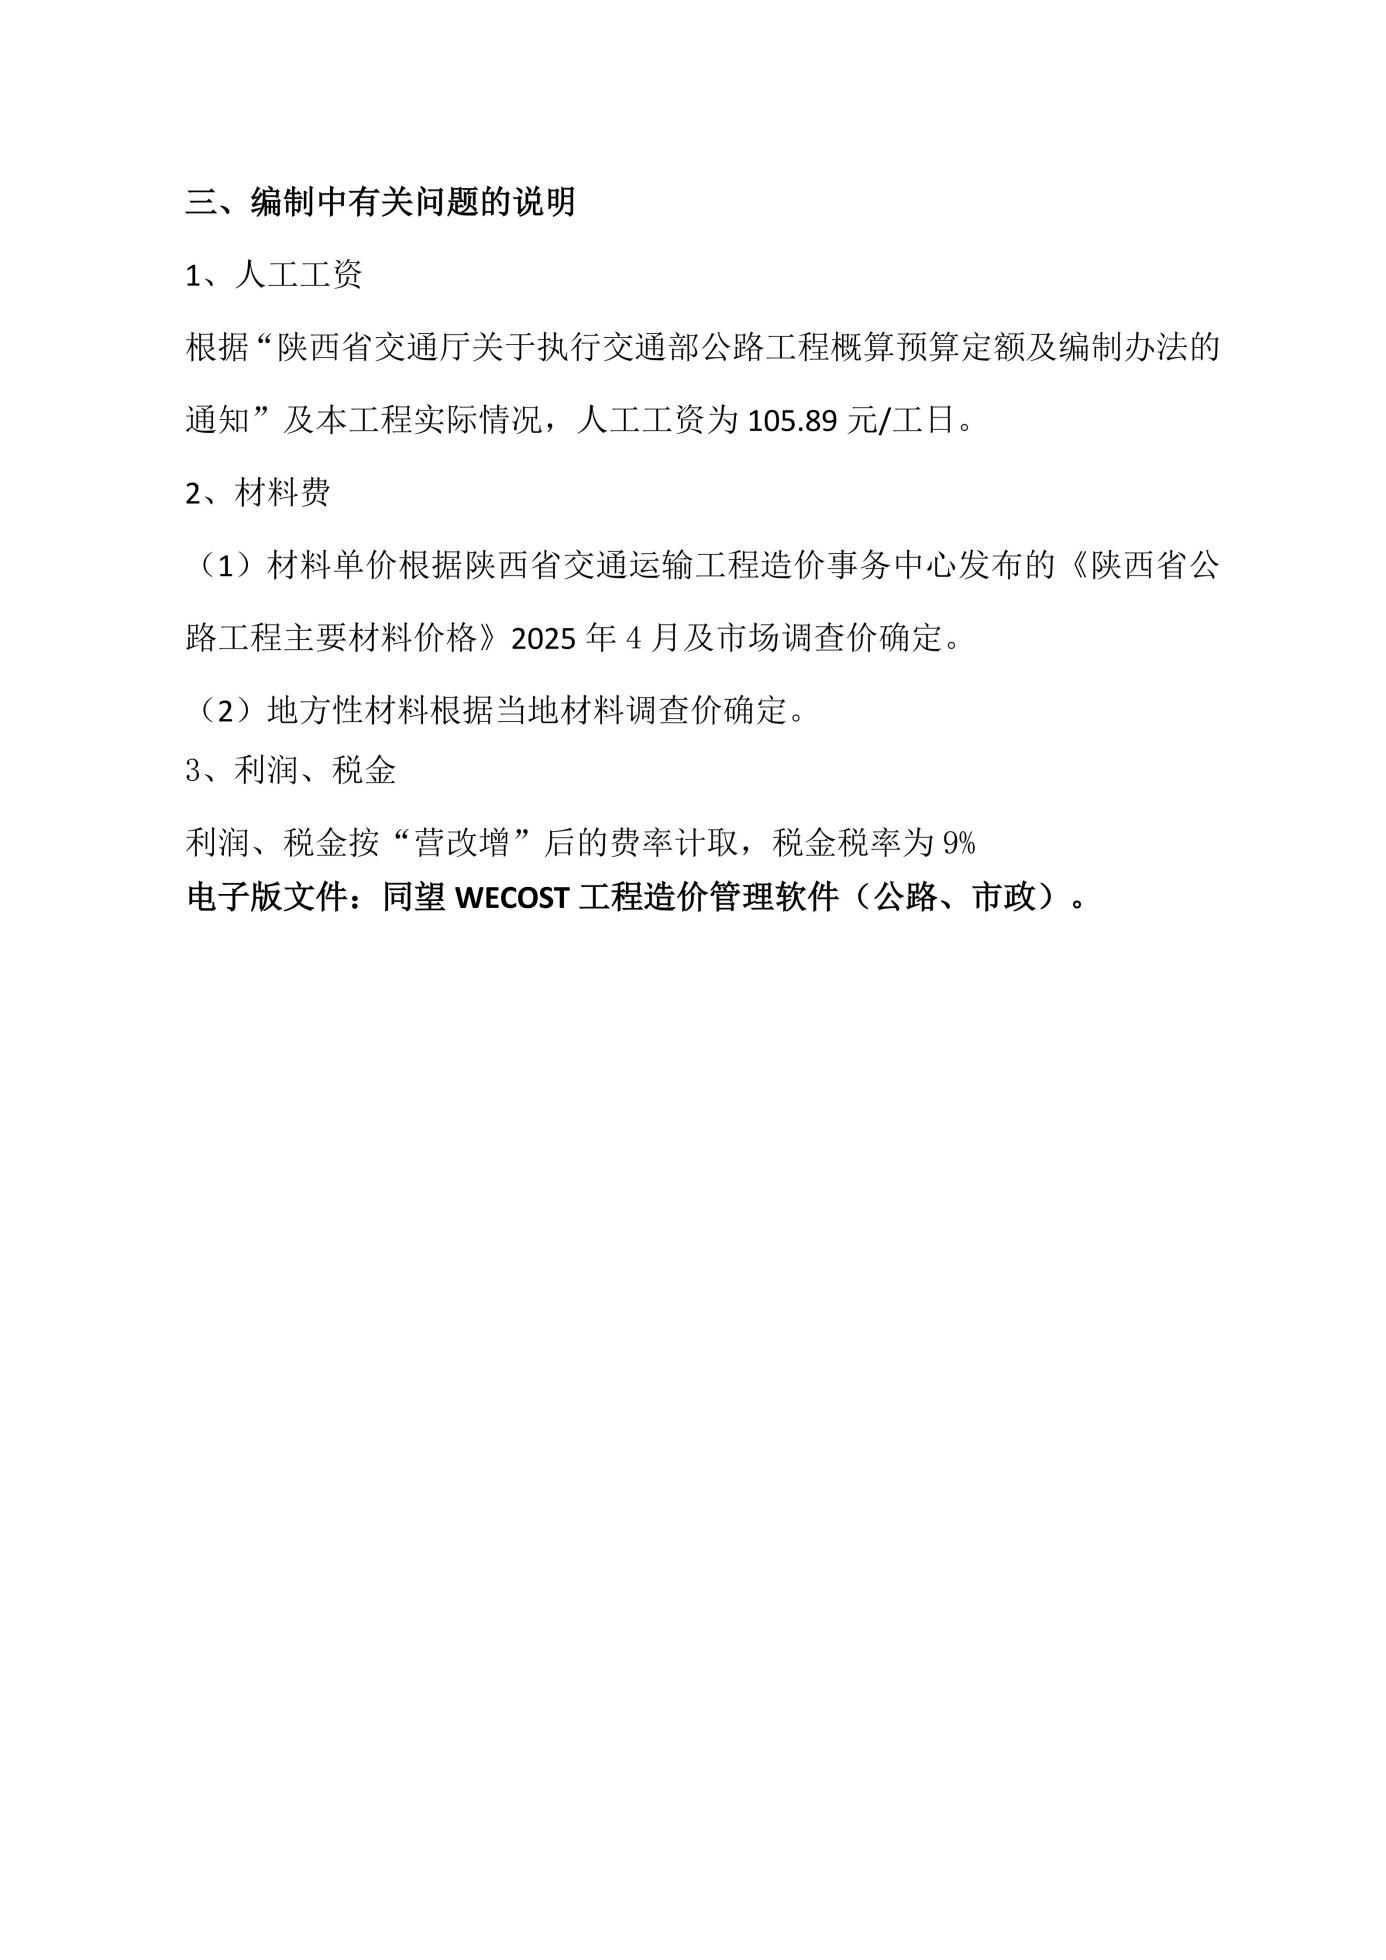 三、编制中有关问题的说明
1、人工工资
根据“陕西省交通厅关于执行交通部公路工程概算预算定额及编制办法的
通知”及本工程实际情况，人工工资为 105.89 元/工日。
2、材料费
（1）材料单价根据陕西省交通运输工程造价事务中心发布的《陕西省公
路工程主要材料价格》2025 年 4 月及市场调查价确定。
（2）地方性材料根据当地材料调查价确定。
3、利润、税金
利润、税金按“营改增”后的费率计取，税金税率为 9%
电子版文件：同望 WECOST 工程造价管理软件（公路、市政）。